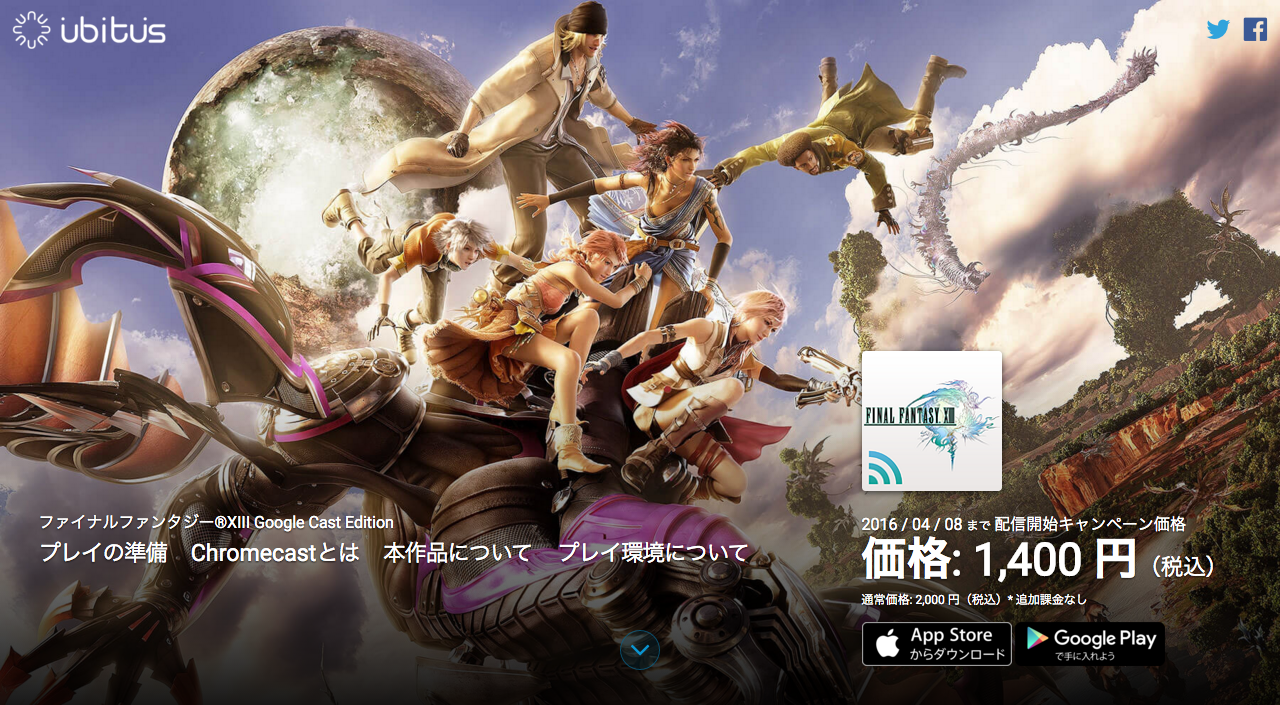 ubitus
FINAL FANTASY XIII
ファイナルファンタジー®XIII Google Cast Edition
プレイの準備 Chromecastとは 本作品について プレイ環境について
2016 / 04 / 08 まで 配信開始キャンペーン価格
価格: 1,400 円（税込）
通常価格: 2,000 円（税込）* 追加課金なし
App Store
からダウンロード
Google Play
で手に入れよう